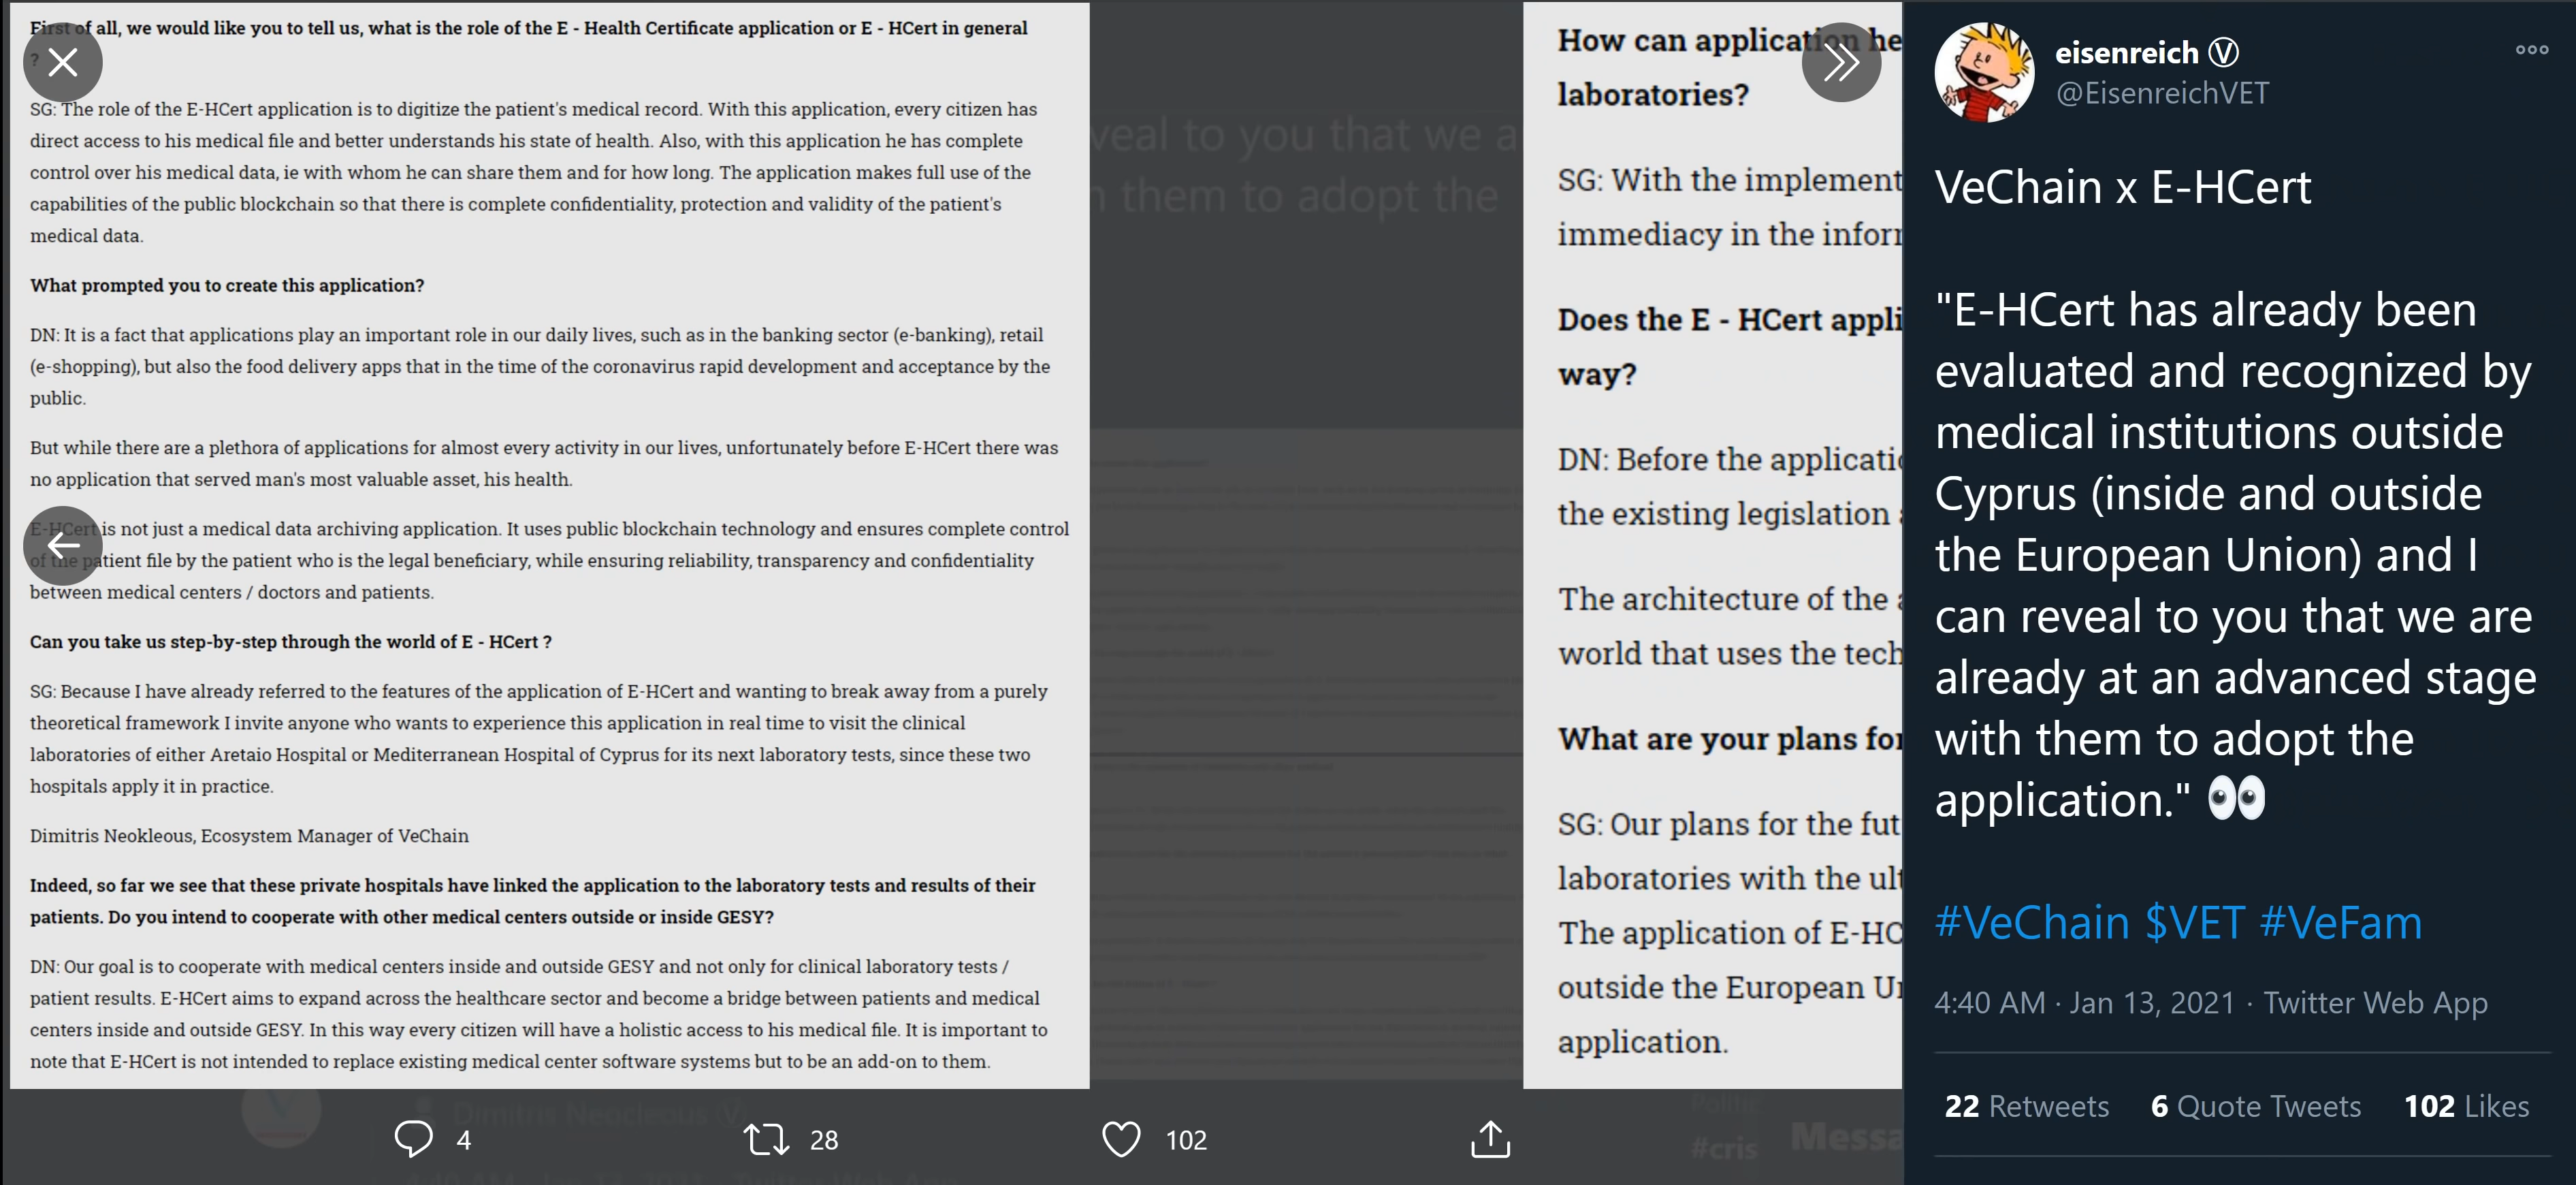 First of all, we would like you to tell us, what is the role of the E - Health Certificate application or E - HCert in general
?
SG: The role of the E-HCert application is to digitize the patient's medical record. With this application, every citizen has
direct access to his medical file and better understands his state of health. Also, with this application he has complete
control over his medical data, ie with whom he can share them and for how long. The application makes full use of the
capabilities of the public blockchain so that there is complete confidentiality, protection and validity of the patient's
medical data.
What prompted you to create this application?
DN: It is a fact that applications play an important role in our daily lives, such as in the banking sector (e-banking), retail
(e-shopping), but also the food delivery apps that in the time of the coronavirus rapid development and acceptance by the
public.
But while there are a plethora of applications for almost every activity in our lives, unfortunately before E-HCert there was
no application that served man's most valuable asset, his health.
E-HCert is not just a medical data archiving application. It uses public blockchain technology and ensures complete control
of the patient file by the patient who is the legal beneficiary, while ensuring reliability, transparency and confidentiality
between medical centers / doctors and patients.
Can you take us step-by-step through the world of E - HCert ?
SG: Because I have already referred to the features of the application of E-HCert and wanting to break away from a purely
theoretical framework I invite anyone who wants to experience this application in real time to visit the clinical
laboratories of either Aretaio Hospital or Mediterranean Hospital of Cyprus for its next laboratory tests, since these two
hospitals apply it in practice.
Dimitris Neokleous, Ecosystem Manager of VeChain
Indeed, so far we see that these private hospitals have linked the application to the laboratory tests and results of their
patients. Do you intend to cooperate with other medical centers outside or inside GESY?
DN: Our goal is to cooperate with medical centers inside and outside GESY and not only for clinical laboratory tests /
patient results. E-HCert aims to expand across the healthcare sector and become a bridge between patients and medical
centers inside and outside GESY. In this way every citizen will have a holistic access to his medical file. It is important to
note that E-HCert is not intended to replace existing medical center software systems but to be an add-on to them.
veal to you that we a
them to adopt the
How can application he
laboratories?
SG: With the implement
immediacy in the infor
Does the E - HCert appli
way?
DN: Before the applicatio
the existing legislation
The architecture of the
world that uses the tech
What are your plans for
SG: Our plans for the fut
laboratories with the ult
The application of E-HC
outside the European Un
application.
Dimitris Neocleous
#cris
Messa
4
28
102
eisenreich Ⓥ
@EisenreichVET
VeChain x E-HCert
"E-HCert has already been
evaluated and recognized by
medical institutions outside
Cyprus (inside and outside
the European Union) and I
can reveal to you that we are
already at an advanced stage
with them to adopt the
application." 👀
#VeChain $VET #VeFam
4:40 AM · Jan 13, 2021 · Twitter Web App
22 Retweets 6 Quote Tweets 102 Likes